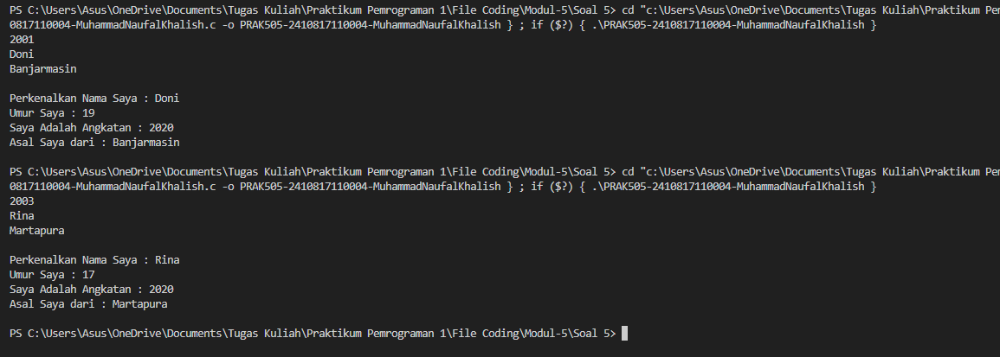 PS C:\Users\Asus\OneDrive\Documents\Tugas Kuliah\Praktikum Pemrograman 1\File Coding\Modul-5\Soal 5> cd "c:\Users\Asus\OneDrive\Documents\Tugas Kuliah\Praktikum Pem
0817110004-MuhammadNaufalKhalish.c -o PRAK505-2410817110004-MuhammadNaufalKhalish } ; if ($?) { .\PRAK505-2410817110004-MuhammadNaufalKhalish }
2001
Doni
Banjarmasin
Perkenalkan Nama Saya : Doni
Umur Saya : 19
Saya Adalah Angkatan : 2020
Asal Saya dari : Banjarmasin
PS C:\Users\Asus\OneDrive\Documents\Tugas Kuliah\Praktikum Pemrograman 1\File Coding\Modul-5\Soal 5> cd "c:\Users\Asus\OneDrive\Documents\Tugas Kuliah\Praktikum Pem
0817110004-MuhammadNaufalKhalish.c -o PRAK505-2410817110004-MuhammadNaufalKhalish } ; if ($?) { .\PRAK505-2410817110004-MuhammadNaufalKhalish }
2003
Rina
Martapura
Perkenalkan Nama Saya : Rina
Umur Saya : 17
Saya Adalah Angkatan : 2020
Asal Saya dari : Martapura
PS C:\Users\Asus\OneDrive\Documents\Tugas Kuliah\Praktikum Pemrograman 1\File Coding\Modul-5\Soal 5>